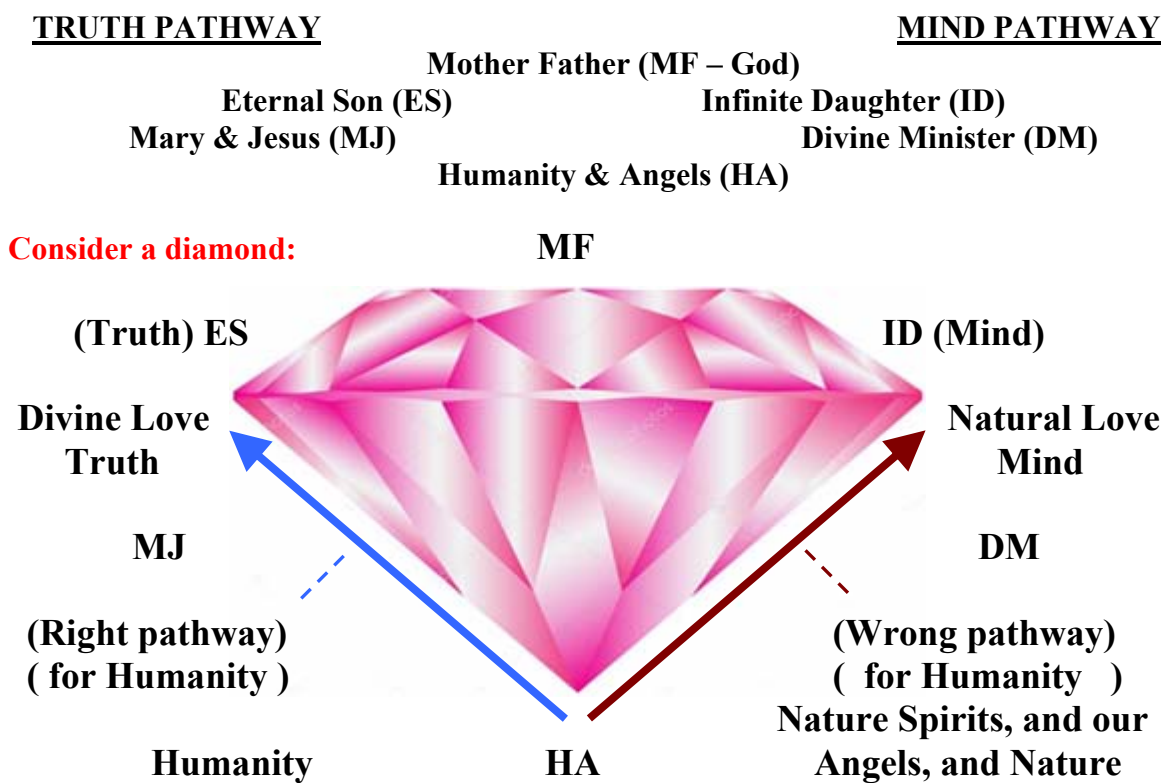 TRUTH PATHWAY MIND PATHWAY
Mother Father (MF – God)
Eternal Son (ES) Infinite Daughter (ID)
Mary & Jesus (MJ) Divine Minister (DM)
Humanity & Angels (HA)
Consider a diamond: MF
(Truth) ES ID (Mind)
Divine Love Natural Love
Truth Mind
MJ DM
(Right pathway) (Wrong pathway)
( for Humanity ) ( for Humanity )
Nature Spirits, and our
Humanity HA Angels, and Nature